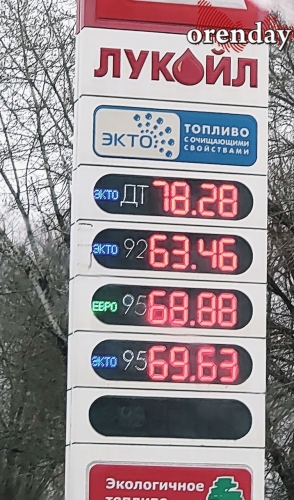 orenday
ЛУКОЙЛ
ЭКТО
ТОПЛИВО
С ОЧИЩАЮЩИМИ
СВОЙСТВАМИ
ЭКТО ДТ 78.28
ЭКТО 92 63.46
ЕВРО 95 68.88
ЭКТО 95 69.63
Экологичное
топливо